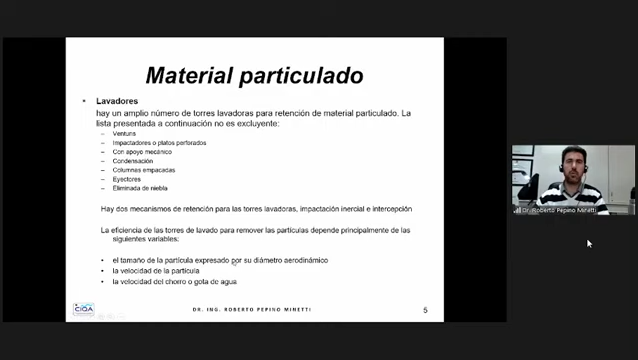 Material particulado
• Lavadores
hay un amplio número de torres lavadoras para retención de material particulado. La
lista presentada a continuación no es excluyente:
– Venturis
– Impactadores o platos perforados
– Con apoyo mecánico
– Condensación
– Columnas empacadas
– Eyectores
– Eliminada de niebla
Hay dos mecanismos de retención para las torres lavadoras, impactación inercial e intercepción
La eficiencia de las torres de lavado para remover las partículas depende principalmente de las
siguientes variables:
• el tamaño de la partícula expresado por su diámetro aerodinámico
• la velocidad de la partícula
• la velocidad del chorro o gota de agua
CIQA
DR. ING. ROBERTO PEPINO MINETTI
5
Dr. Roberto Pepino Minetti